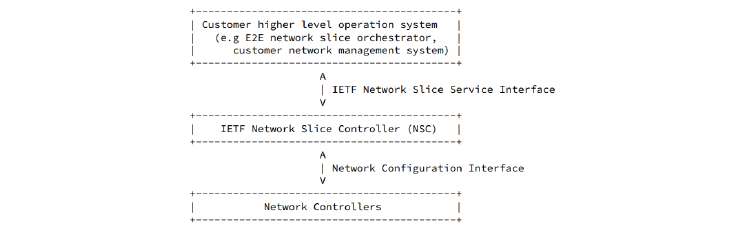 +------------------------------------------+
| Customer higher level operation system   |
|   (e.g E2E network slice orchestrator,   |
|      customer network management system) |
+------------------------------------------+
A
| IETF Network Slice Service Interface
V
+------------------------------------------+
|    IETF Network Slice Controller (NSC)   |
+------------------------------------------+
A
| Network Configuration Interface
V
+------------------------------------------+
|           Network Controllers            |
+------------------------------------------+